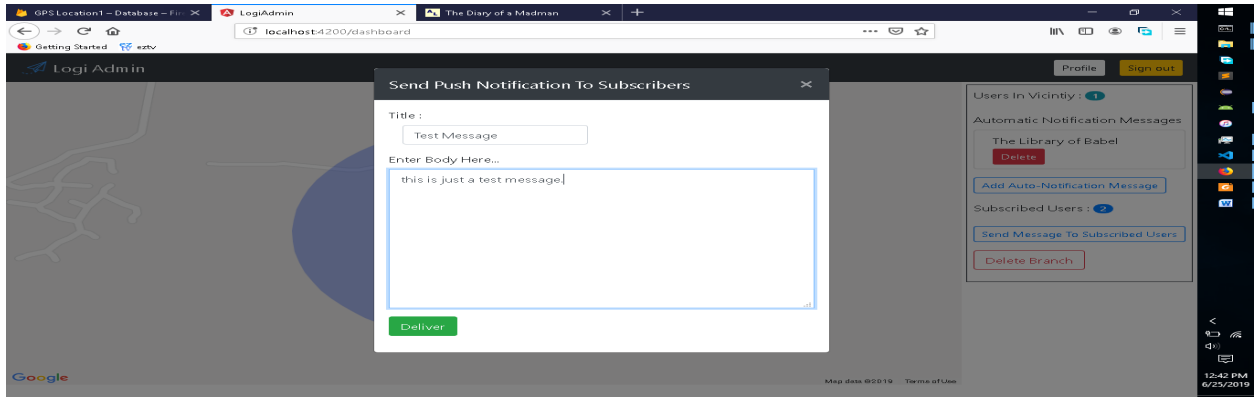 GPS Location1 – Database – Fir
LogiAdmin
The Diary of a Madman
localhost:4200/dashboard
Getting Started
eztv
Logi Admin
Profile
Sign out
Send Push Notification To Subscribers
Title :
Test Message
Enter Body Here...
this is just a test message.
Deliver
Users In Vicintiy : 1
Automatic Notification Messages
The Library of Babel
Delete
Add Auto-Notification Message
Subscribed Users : 2
Send Message To Subscribed Users
Delete Branch
Google
Map data ©2019
Terms of Use
12:42 PM
6/25/2019